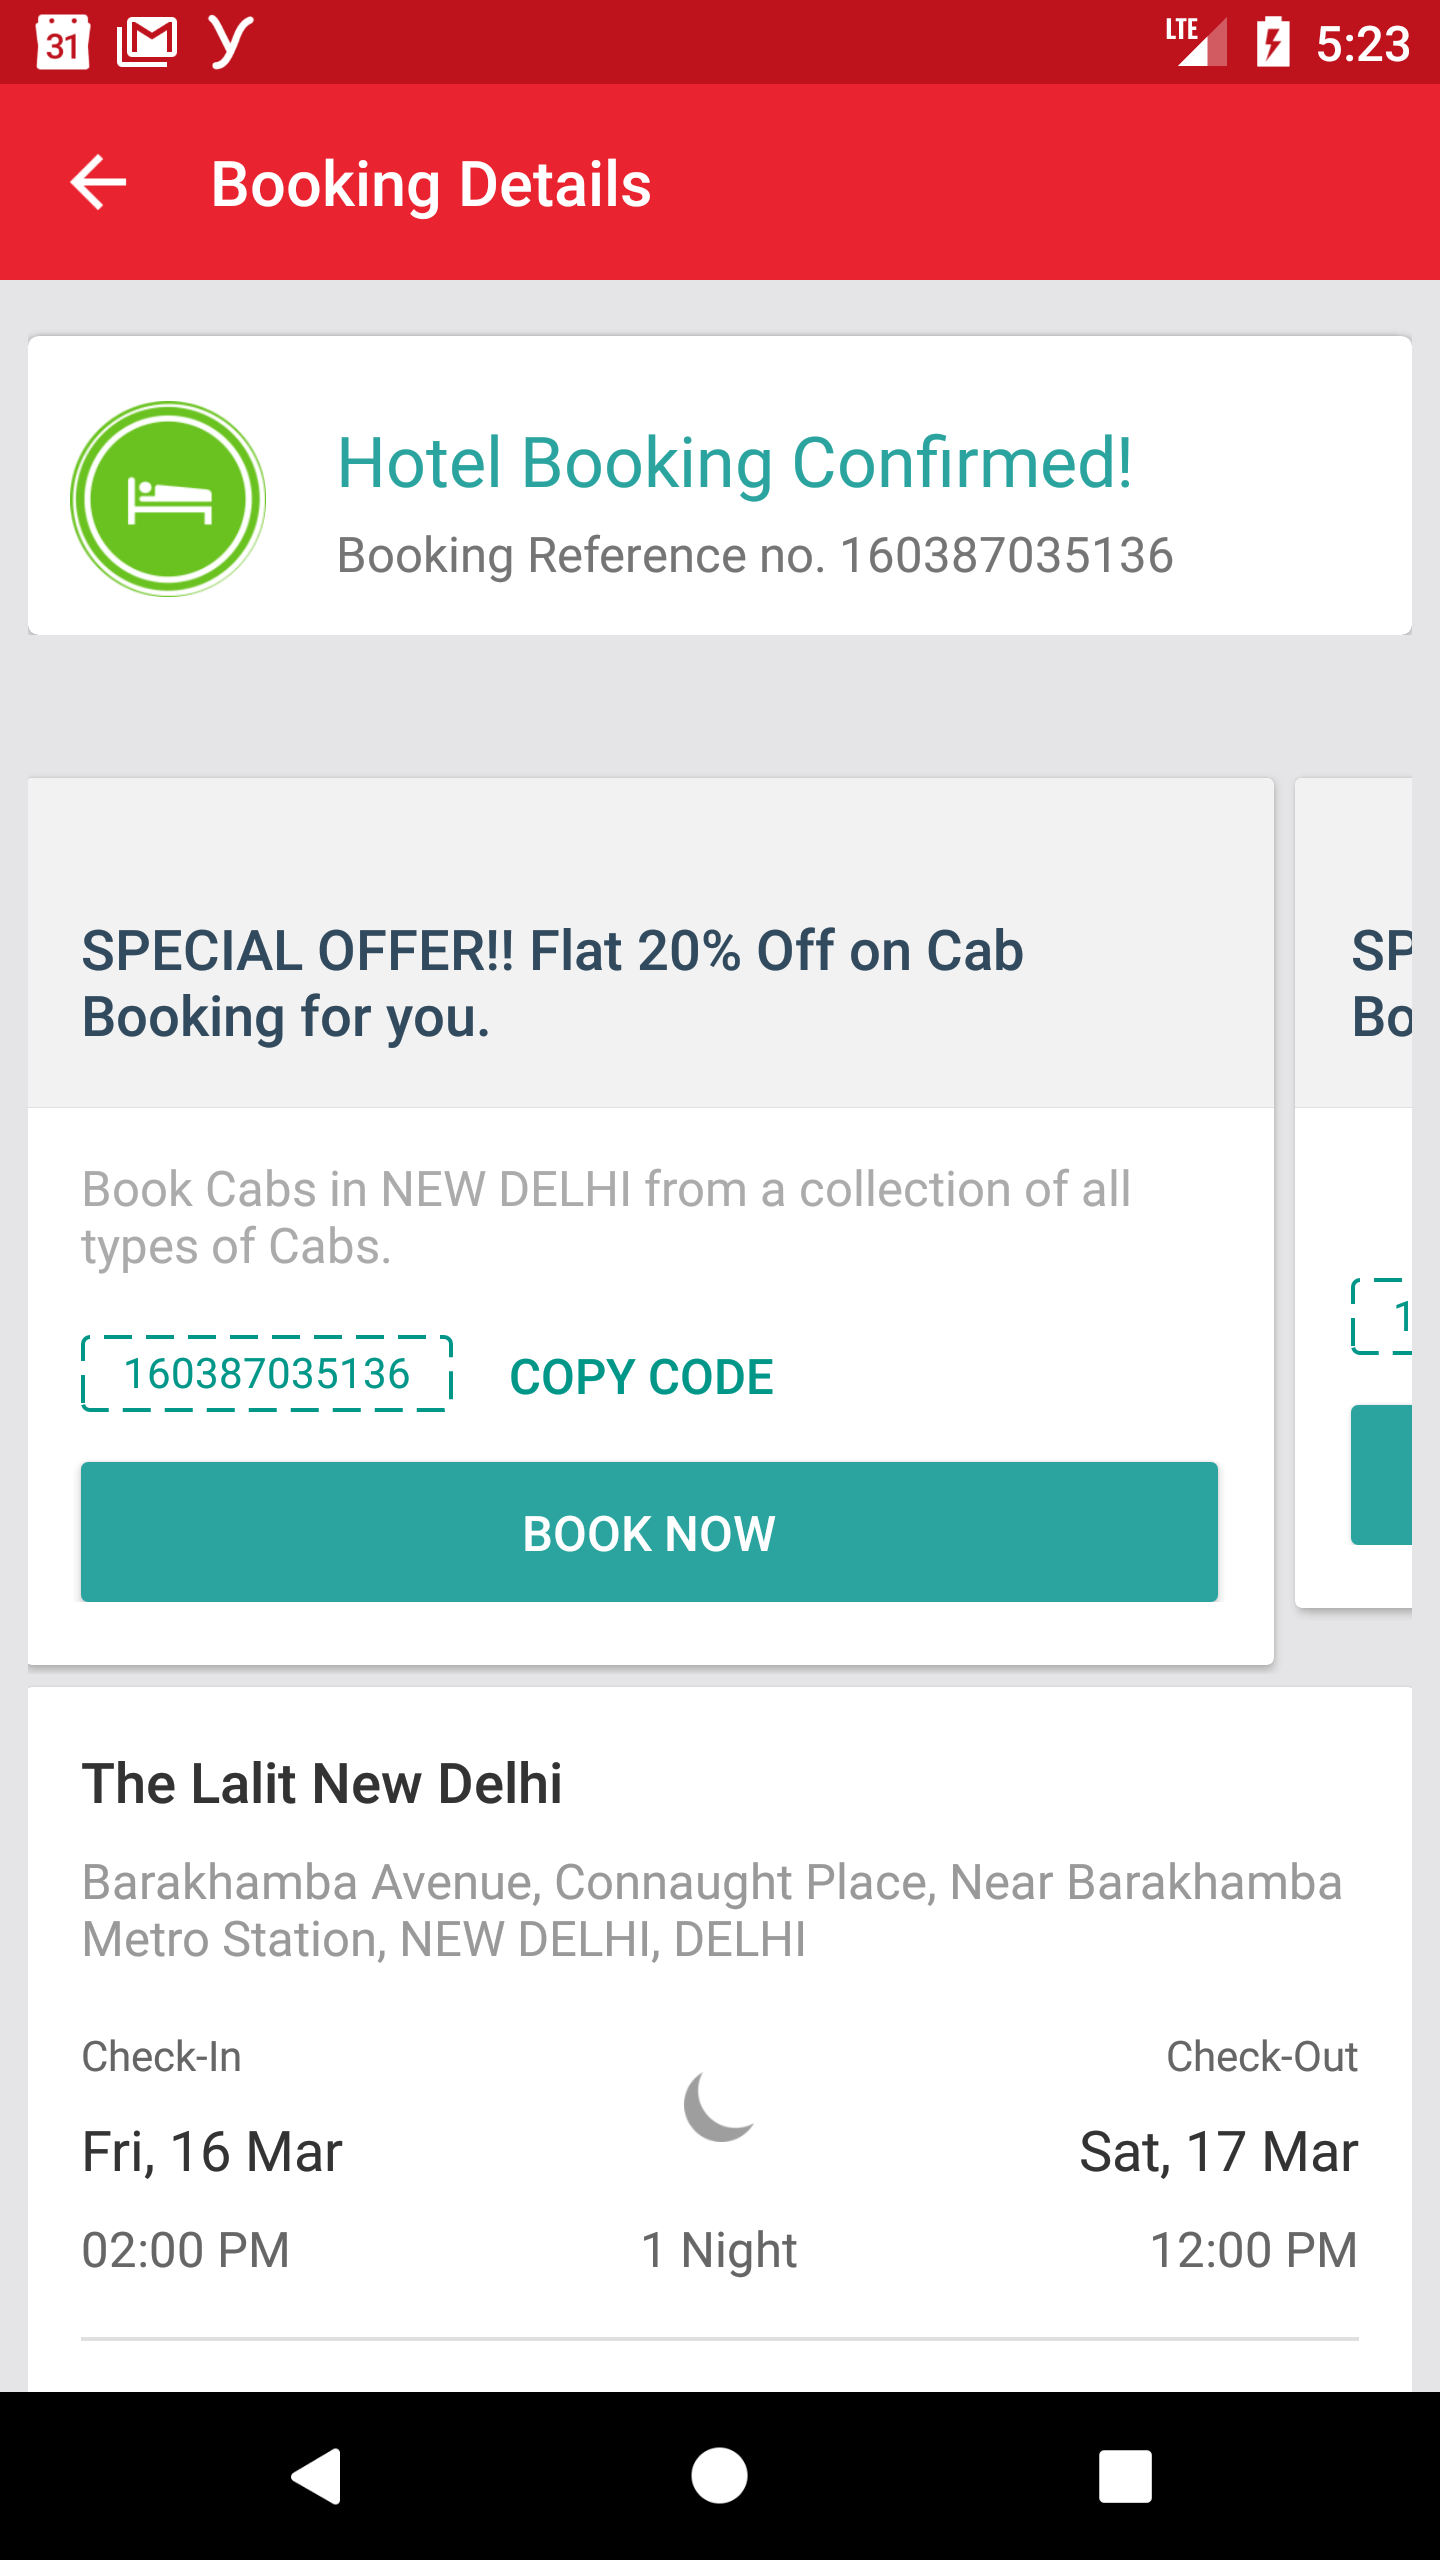 31
LTE
5:23
Booking Details
Hotel Booking Confirmed!
Booking Reference no. 160387035136
SPECIAL OFFER!! Flat 20% Off on Cab
Booking for you.
SP
Bo
Book Cabs in NEW DELHI from a collection of all
types of Cabs.
160387035136
COPY CODE
1
BOOK NOW
The Lalit New Delhi
Barakhamba Avenue, Connaught Place, Near Barakhamba
Metro Station, NEW DELHI, DELHI
Check-In
Check-Out
Fri, 16 Mar
Sat, 17 Mar
02:00 PM
1 Night
12:00 PM